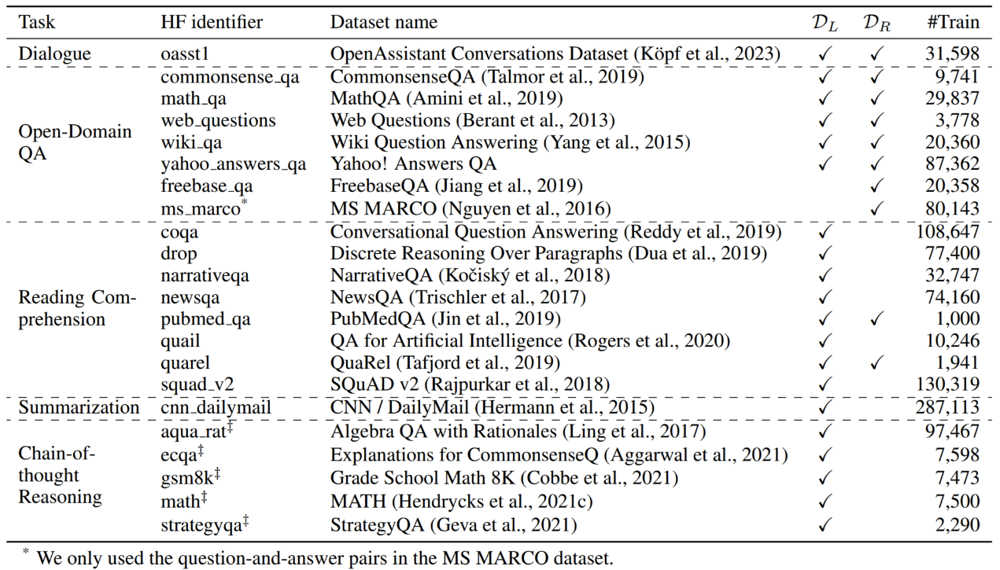 Task HF identifier Dataset name 𝒟L 𝒟R #Train
Dialogue oasst1 OpenAssistant Conversations Dataset (Köpf et al., 2023) ✓ ✓ 31,598
Open-Domain QA commonsense_qa CommonsenseQA (Talmor et al., 2019) ✓ ✓ 9,741
math_qa MathQA (Amini et al., 2019) ✓ ✓ 29,837
web_questions Web Questions (Berant et al., 2013) ✓ ✓ 3,778
wiki_qa Wiki Question Answering (Yang et al., 2015) ✓ ✓ 20,360
yahoo_answers_qa Yahoo! Answers QA ✓ ✓ 87,362
freebase_qa FreebaseQA (Jiang et al., 2019) ✓ 20,358
ms_marco* MS MARCO (Nguyen et al., 2016) ✓ 80,143
Reading Com-prehension coqa Conversational Question Answering (Reddy et al., 2019) ✓ 108,647
drop Discrete Reasoning Over Paragraphs (Dua et al., 2019) ✓ 77,400
narrativeqa NarrativeQA (Kočiský et al., 2018) ✓ 32,747
newsqa NewsQA (Trischler et al., 2017) ✓ 74,160
pubmed_qa PubMedQA (Jin et al., 2019) ✓ ✓ 1,000
quail QA for Artificial Intelligence (Rogers et al., 2020) ✓ 10,246
quarel QuaRel (Tafjord et al., 2019) ✓ ✓ 1,941
squad_v2 SQuAD v2 (Rajpurkar et al., 2018) ✓ 130,319
Summarization cnn_dailymail CNN / DailyMail (Hermann et al., 2015) ✓ 287,113
Chain-of-thought Reasoning aqua_rat‡ Algebra QA with Rationales (Ling et al., 2017) ✓ 97,467
ecqa‡ Explanations for CommonsenseQ (Aggarwal et al., 2021) ✓ 7,598
gsm8k‡ Grade School Math 8K (Cobbe et al., 2021) ✓ 7,473
math‡ MATH (Hendrycks et al., 2021c) ✓ 7,500
strategyqa‡ StrategyQA (Geva et al., 2021) ✓ 2,290
* We only used the question-and-answer pairs in the MS MARCO dataset.